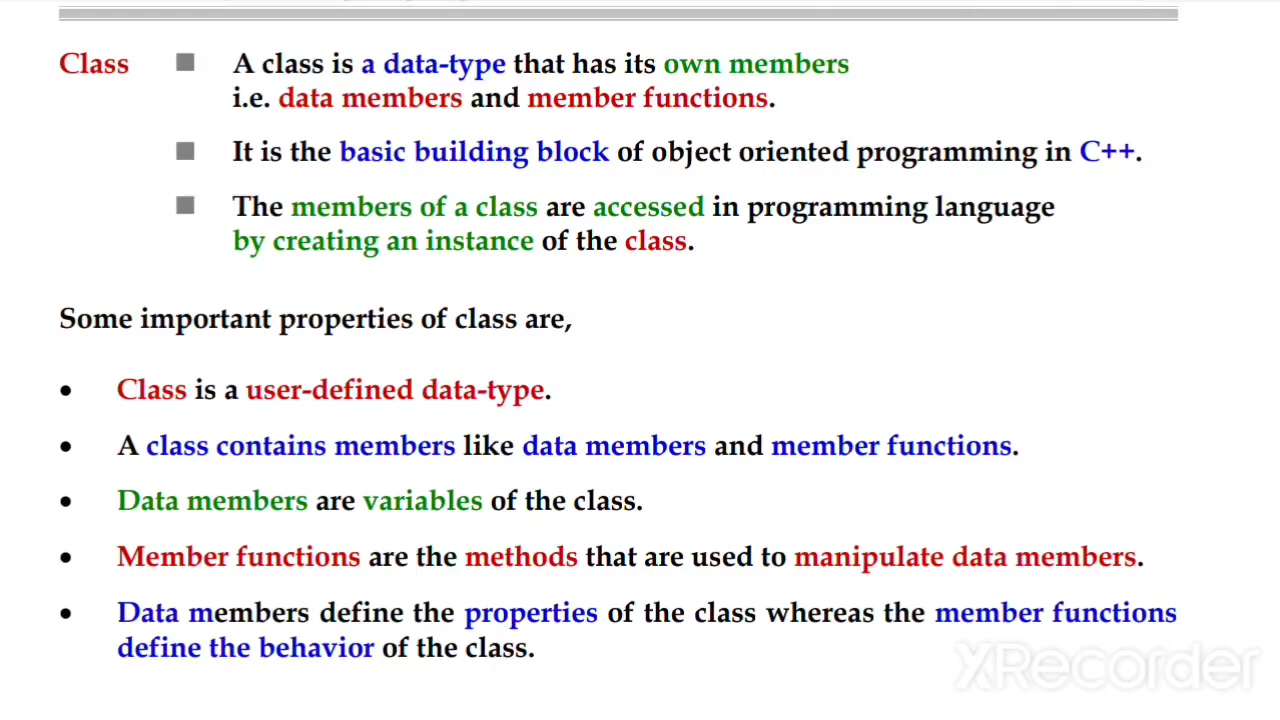 Class ■ A class is a data-type that has its own members
i.e. data members and member functions.
■ It is the basic building block of object oriented programming in C++.
■ The members of a class are accessed in programming language
by creating an instance of the class.
Some important properties of class are,
• Class is a user-defined data-type.
• A class contains members like data members and member functions.
• Data members are variables of the class.
• Member functions are the methods that are used to manipulate data members.
• Data members define the properties of the class whereas the member functions
define the behavior of the class.
XRecorder